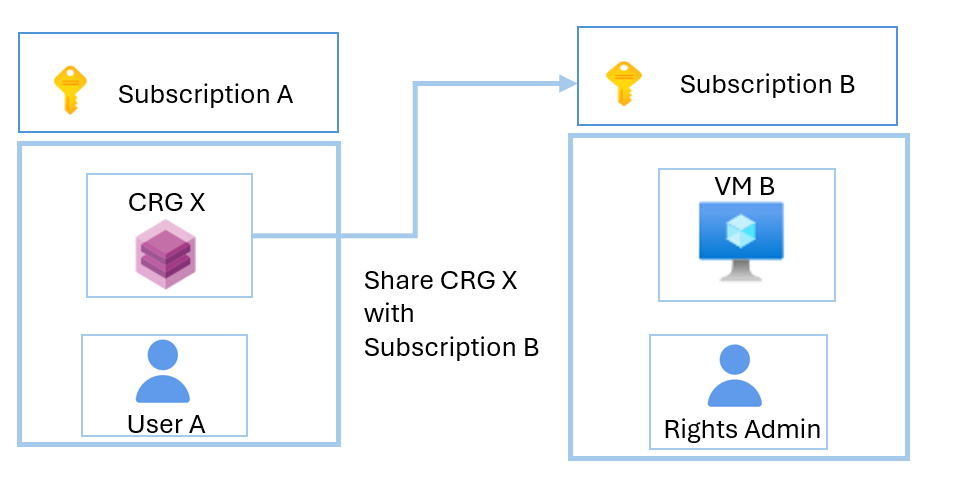 Subscription A
Subscription B
CRG X
VM B
Share CRG X
with
Subscription B
User A
Rights Admin